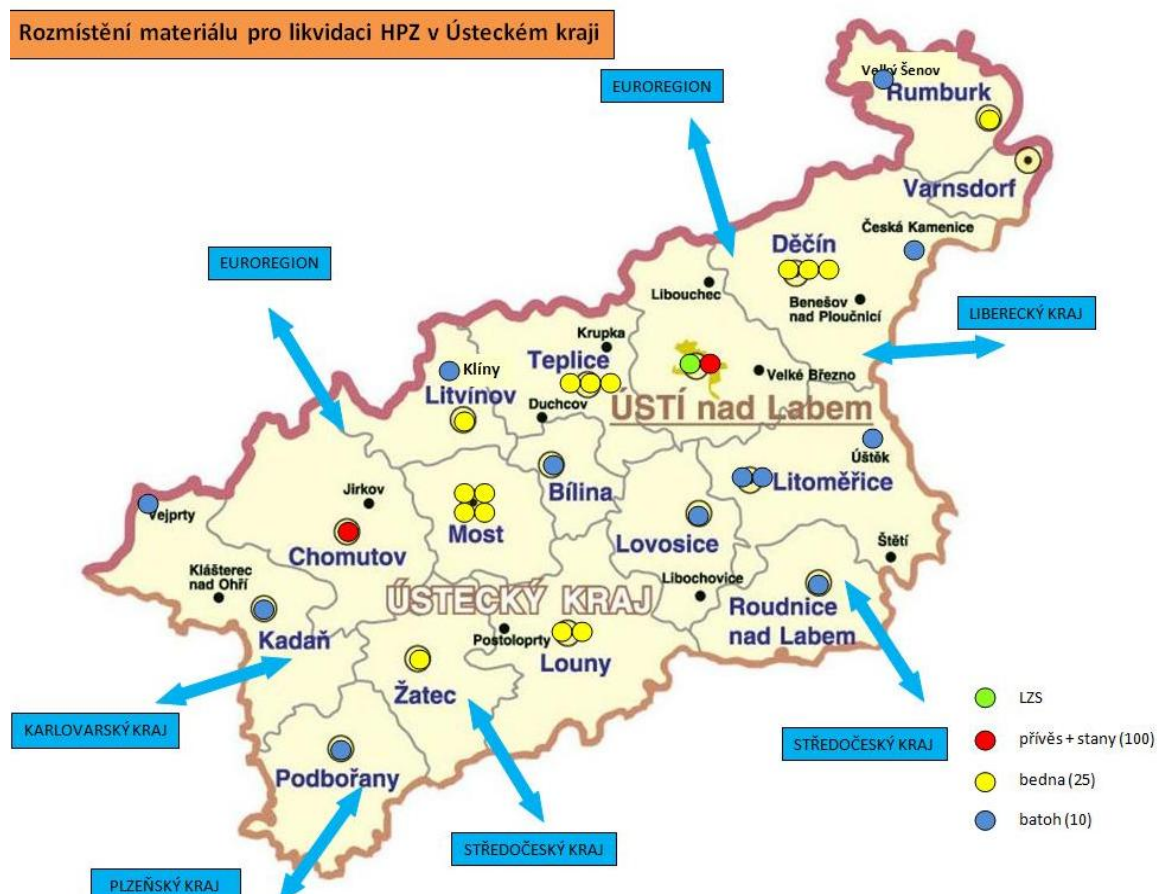 Rozmístění materiálu pro likvidaci HPZ v Ústeckém kraji
EUROREGION
Velký Šenov
Rumburk
Varnsdorf
Česká Kamenice
EUROREGION
Děčín
Libouchec
Benešov
nad Ploučnicí
LIBERECKÝ KRAJ
Krupka
Teplice
Klíny
Litvínov
Velké Březno
Duchcov
ÚSTÍ nad Labem
Úštěk
Bílina
Litoměřice
Jirkov
Vejprty
Most
Chomutov
Lovosice
Štětí
Klášterec
nad Ohří
Libochovice
ÚSTECKÝ KRAJ
Roudnice
nad Labem
Kadaň
Postoloprty
Louny
Žatec
KARLOVARSKÝ KRAJ
Podbořany
STŘEDOČESKÝ KRAJ
STŘEDOČESKÝ KRAJ
PLZEŇSKÝ KRAJ
LZS
přívěs + stany (100)
bedna (25)
batoh (10)